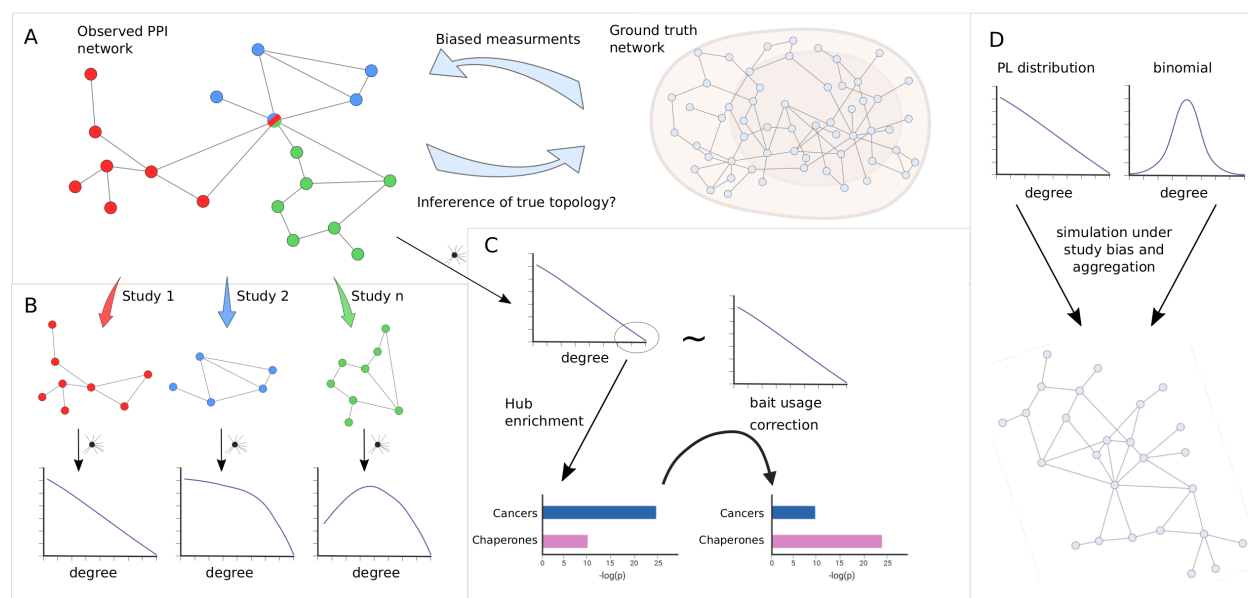 A
Observed PPI
network
Biased measurments
Ground truth
network
Infererence of true topology?
B
Study 1
Study 2
Study n
degree
degree
degree
C
degree
~
bait usage
correction
Hub
enrichment
Cancers
Chaperones
0 5 10 15 20 25
-log(p)
Cancers
Chaperones
0 5 10 15 20 25
-log(p)
D
PL distribution
binomial
degree
degree
simulation under
study bias and
aggregation